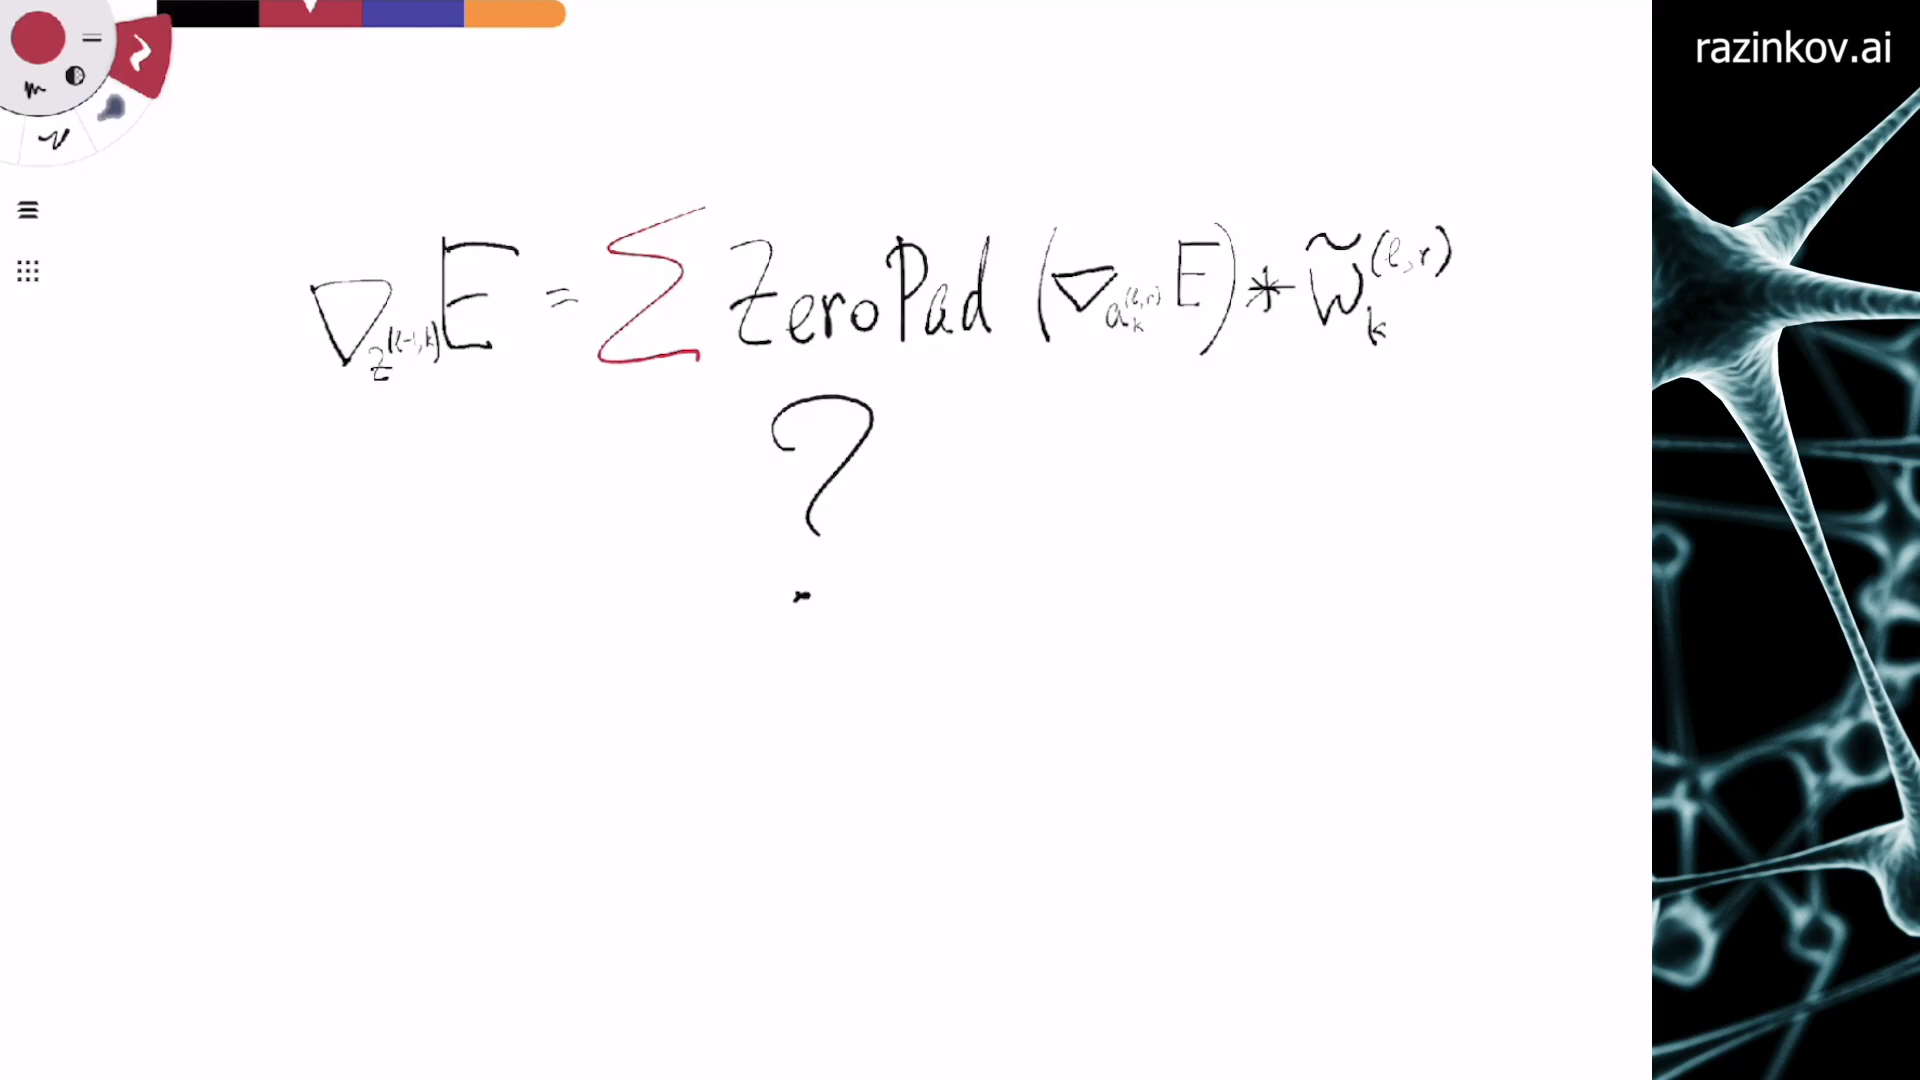 razinkov.ai
∇_{z^{(l-1,k)}} E = Σ ZeroPad (∇_{a_k^{(l,r)}} E) * w̃_k^{(l,r)}
?